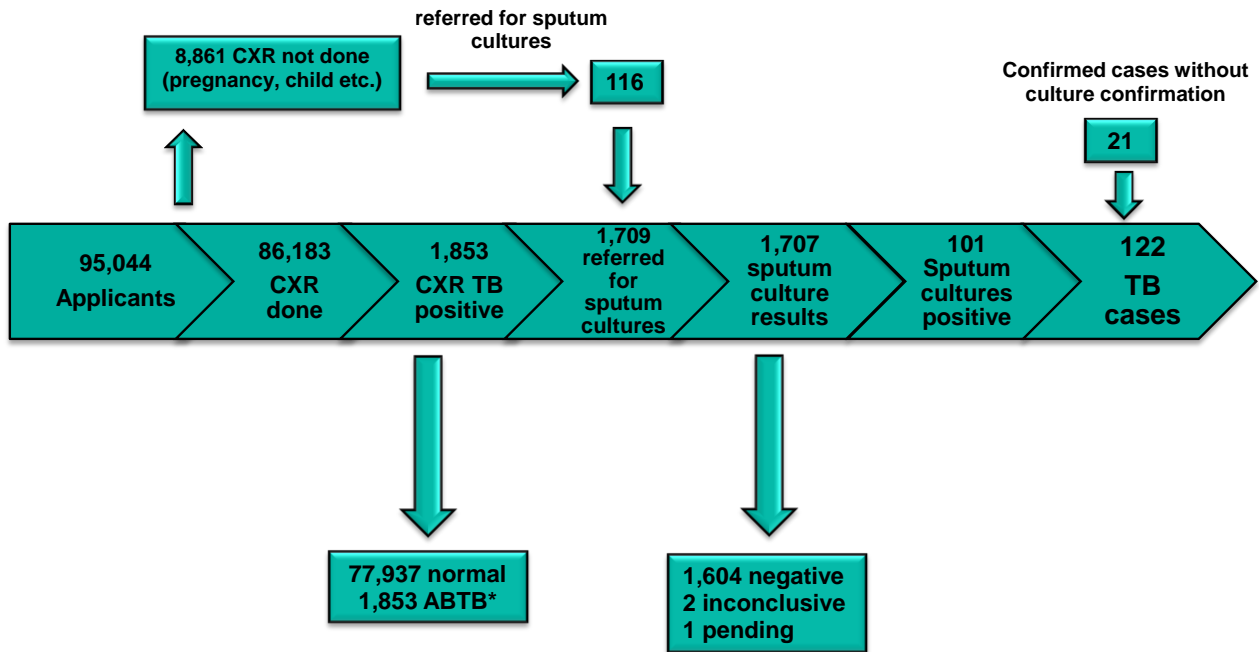 referred for sputum
cultures
8,861 CXR not done
(pregnancy, child etc.)
116
Confirmed cases without
culture confirmation
21
95,044
Applicants
86,183
CXR
done
1,853
CXR TB
positive
1,709
referred
for
sputum
cultures
1,707
sputum
culture
results
101
Sputum
cultures
positive
122
TB
cases
77,937 normal
1,853 ABTB*
1,604 negative
2 inconclusive
1 pending